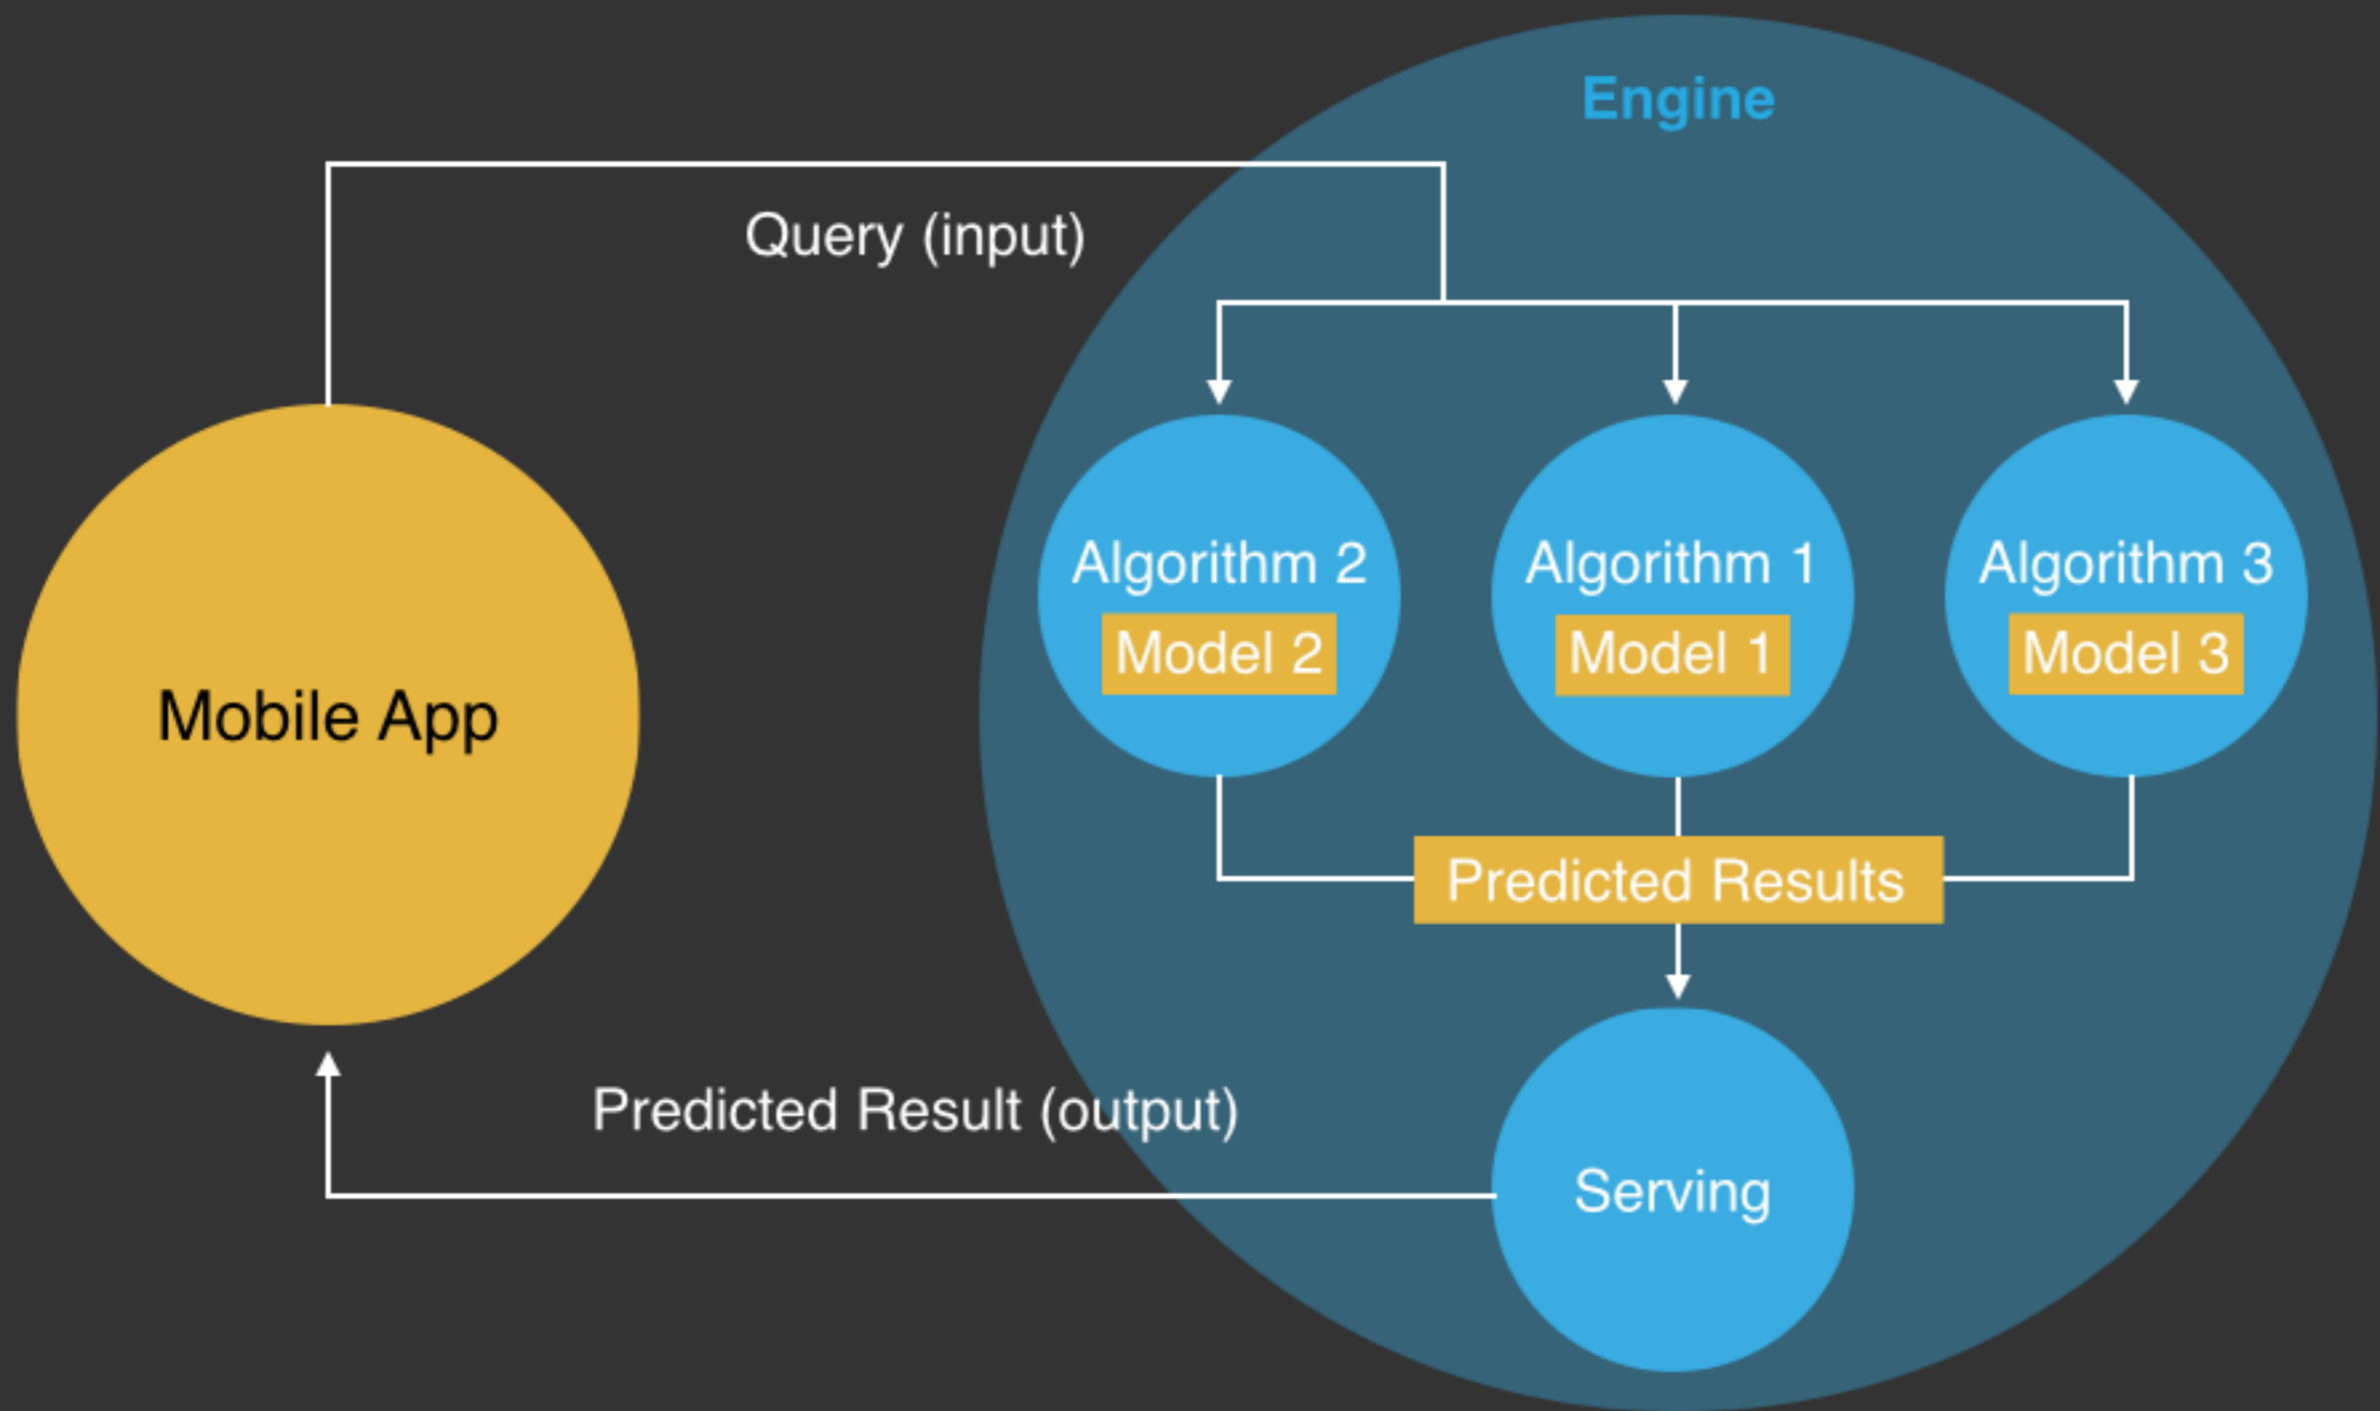 Engine
Query (input)
Algorithm 2
Model 2
Algorithm 1
Model 1
Algorithm 3
Model 3
Mobile App
Predicted Results
Predicted Result (output)
Serving